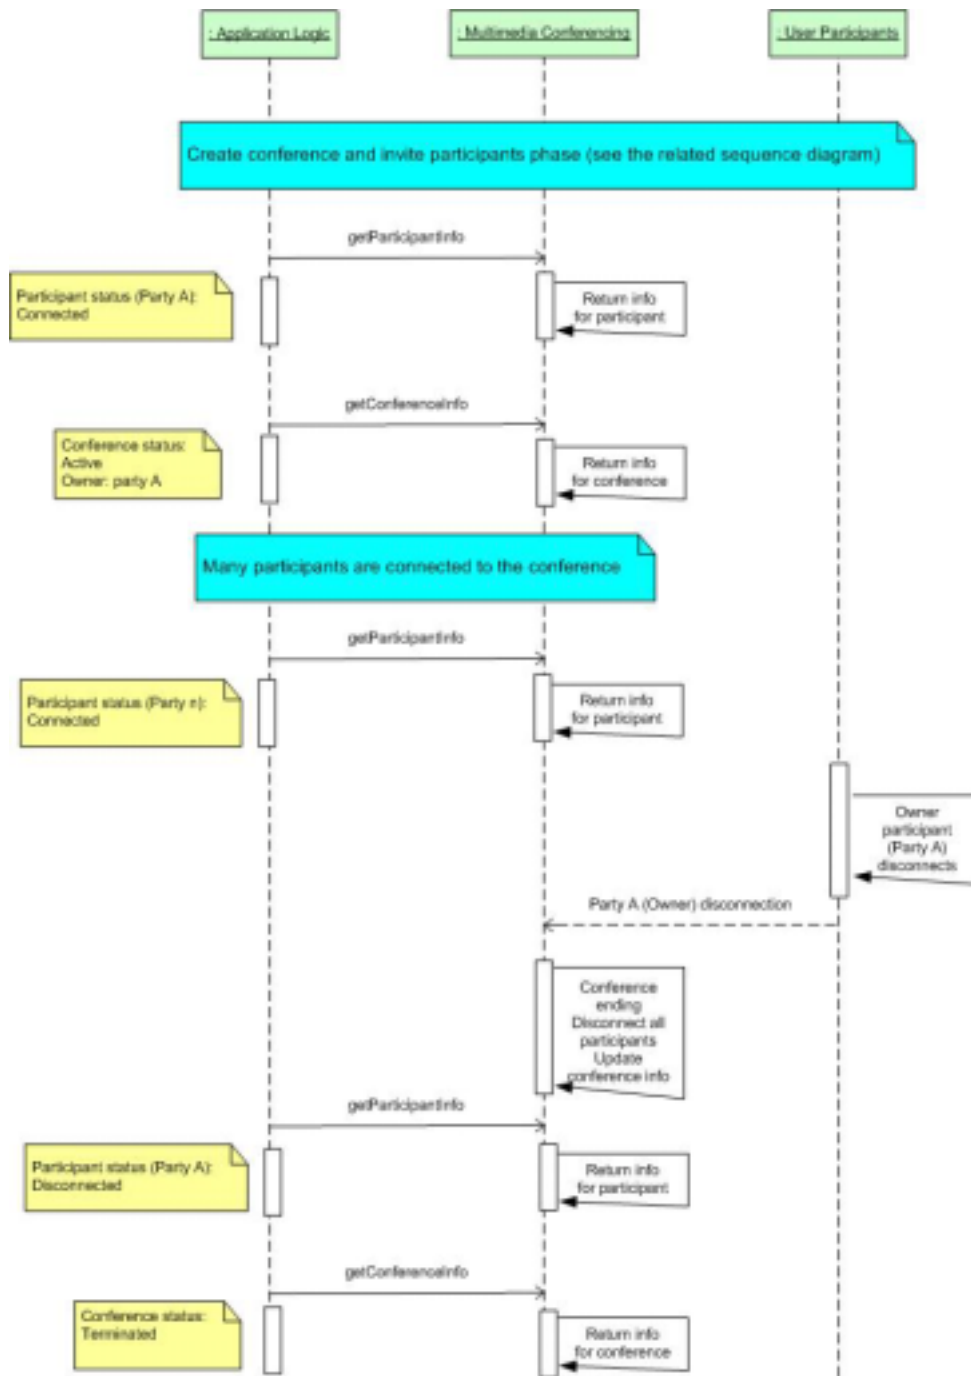 : Application Logic
: Multimedia Conferencing
: User Participants
Create conference and invite participants phase (see the related sequence diagram)
getParticipantInfo
Participant status (Party A):
Connected
Return info
for participant
getConferenceInfo
Conference status:
Active
Owner: party A
Return info
for conference
Many participants are connected to the conference
getParticipantInfo
Participant status (Party n):
Connected
Return info
for participant
Owner
participant
(Party A)
disconnects
Party A (Owner) disconnection
Conference
ending
Disconnect all
participants
Update
conference info
getParticipantInfo
Participant status (Party A):
Disconnected
Return info
for participant
getConferenceInfo
Conference status:
Terminated
Return info
for conference